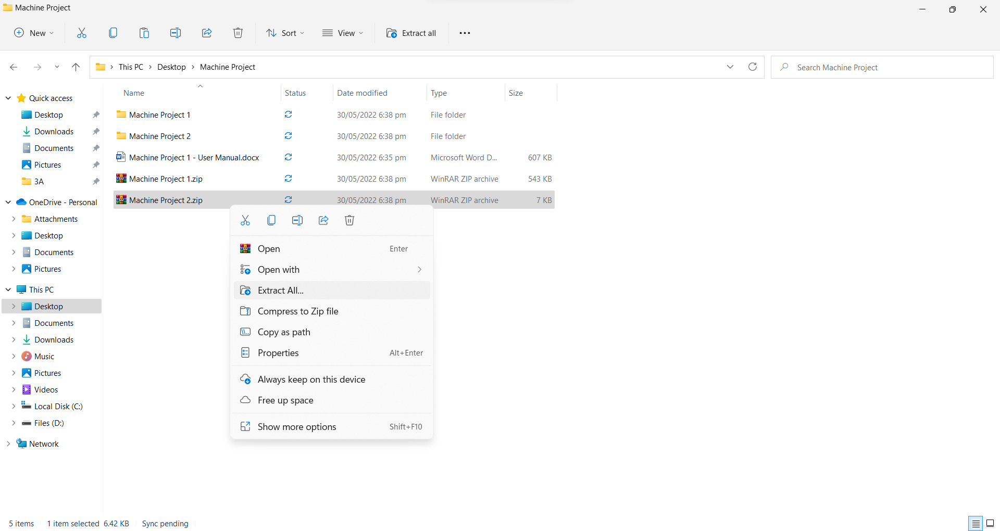 Machine Project
New
Sort
View
Extract all
This PC
Desktop
Machine Project
Search Machine Project
Quick access
Desktop
Downloads
Documents
Pictures
3A
OneDrive - Personal
Attachments
Desktop
Documents
Pictures
This PC
Desktop
Documents
Downloads
Music
Pictures
Videos
Local Disk (C:)
Files (D:)
Network
Name Status Date modified Type Size
Machine Project 1 30/05/2022 6:38 pm File folder
Machine Project 2 30/05/2022 6:38 pm File folder
Machine Project 1 - User Manual.docx 30/05/2022 6:35 pm Microsoft Word D... 607 KB
Machine Project 1.zip 30/05/2022 6:38 pm WinRAR ZIP archive 543 KB
Machine Project 2.zip 30/05/2022 6:38 pm WinRAR ZIP archive 7 KB
Open Enter
Open with
Extract All...
Compress to Zip file
Copy as path
Properties Alt+Enter
Always keep on this device
Free up space
Show more options Shift+F10
5 items 1 item selected 6.42 KB Sync pending